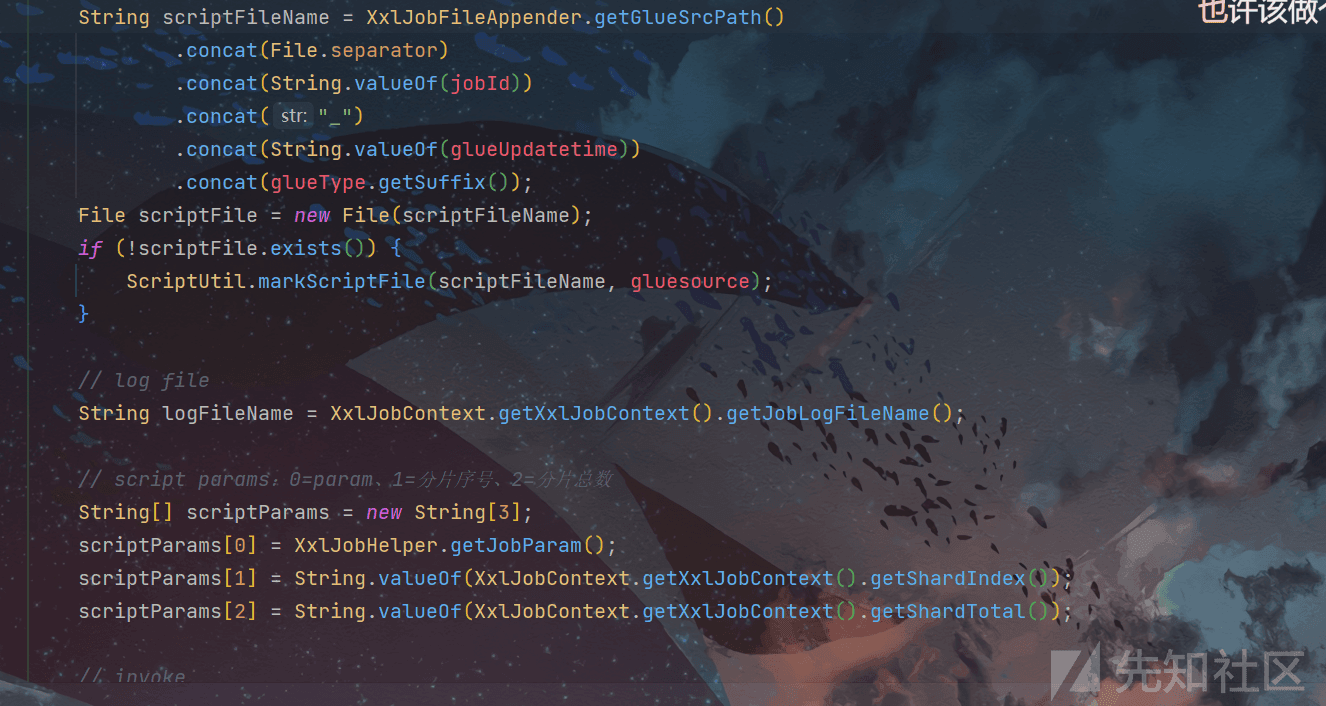 String scriptFileName = XxlJobFileAppender.getGlueSrcPath()
也许该做个
.concat(File.separator)
.concat(String.valueOf(jobId))
.concat( str: "_")
.concat(String.valueOf(glueUpdatetime))
.concat(glueType.getSuffix());
File scriptFile = new File(scriptFileName);
if (!scriptFile.exists()) {
ScriptUtil.markScriptFile(scriptFileName, gluesource);
}
// log file
String logFileName = XxlJobContext.getXxlJobContext().getJobLogFileName();
// script params：0=param、1=分片序号、2=分片总数
String[] scriptParams = new String[3];
scriptParams[0] = XxlJobHelper.getJobParam();
scriptParams[1] = String.valueOf(XxlJobContext.getXxlJobContext().getShardIndex());
scriptParams[2] = String.valueOf(XxlJobContext.getXxlJobContext().getShardTotal());
// invoke
先知社区